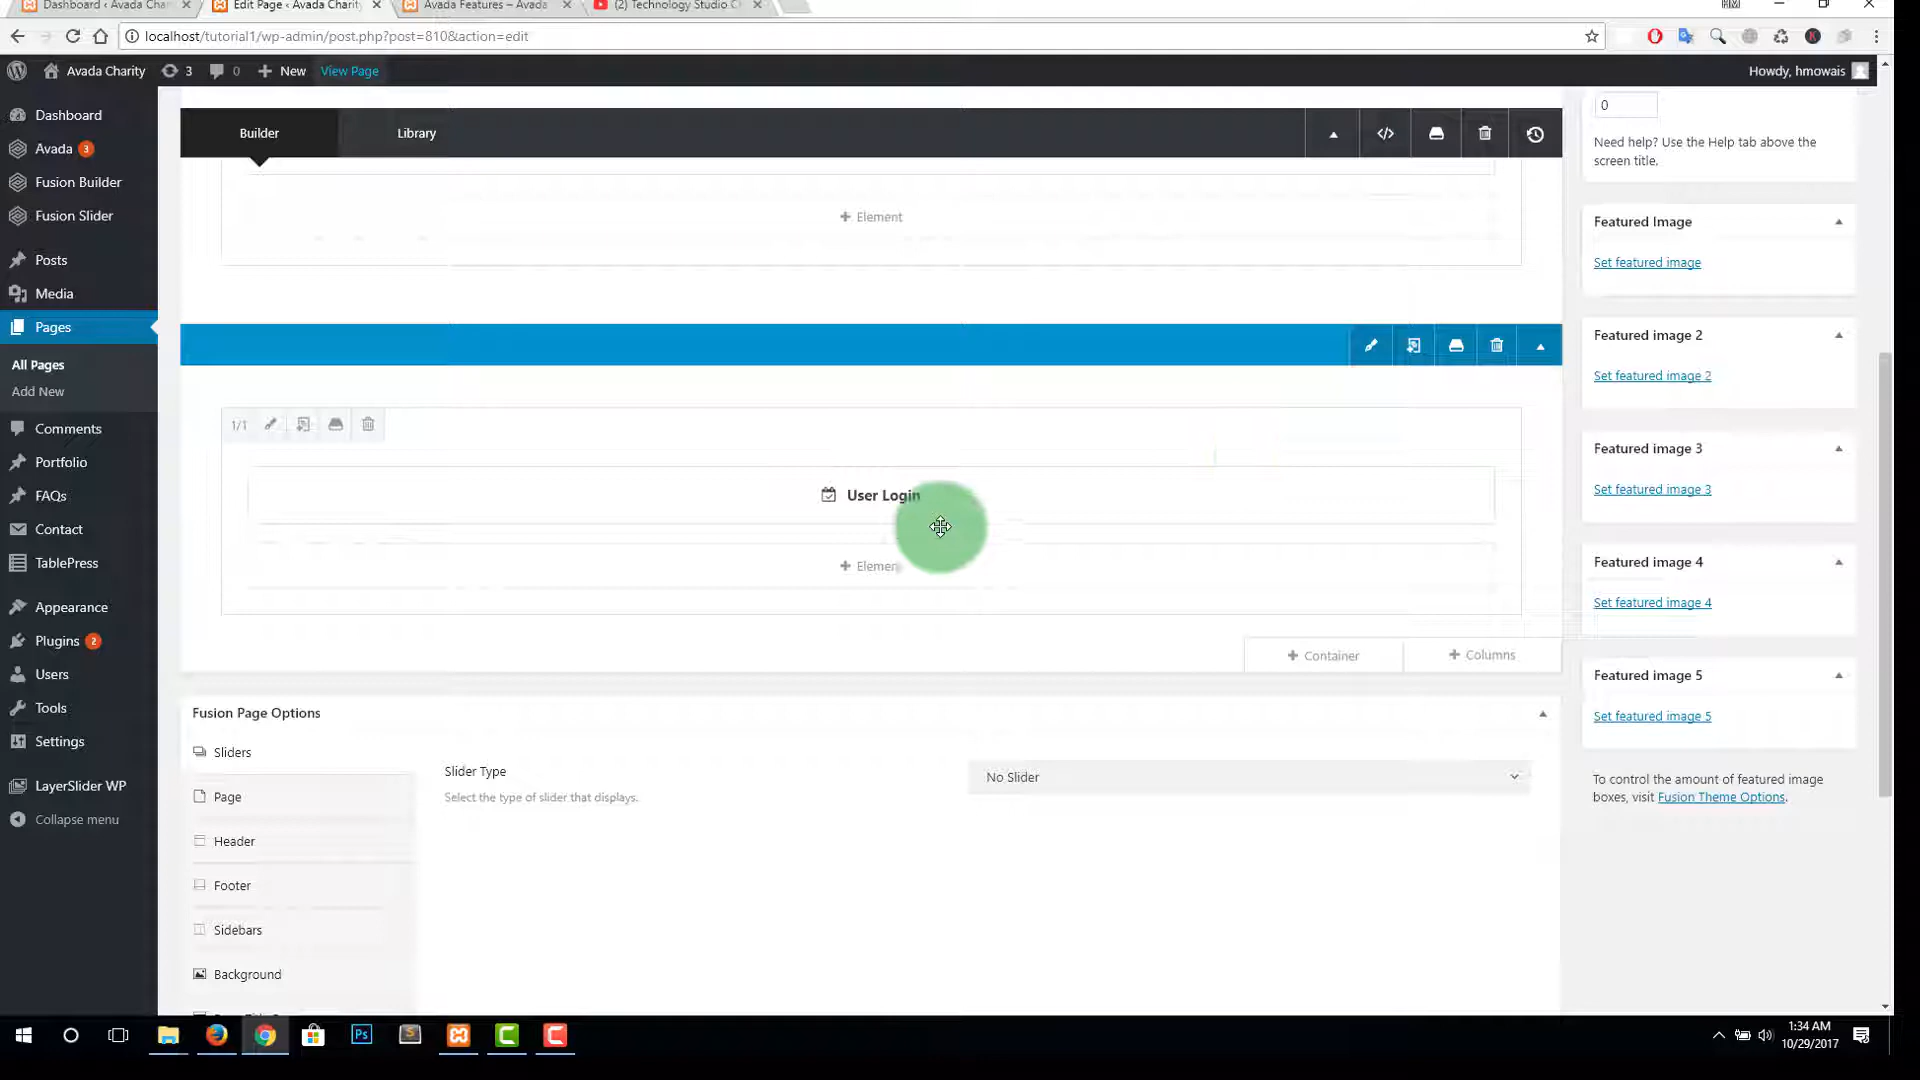 Dashboard ‹ Avada Char
Edit Page ‹ Avada Charity
Avada Features – Avada
(2) Technology Studio C
localhost/tutorial1/wp-admin/post.php?post=810&action=edit
Avada Charity
3
0
New
View Page
Howdy, hmowais
Dashboard
Avada 3
Fusion Builder
Fusion Slider
Posts
Media
Pages
All Pages
Add New
Comments
Portfolio
FAQs
Contact
TablePress
Appearance
Plugins 2
Users
Tools
Settings
LayerSlider WP
Collapse menu
Builder
Library
+ Element
1/1
User Login
+ Element
+ Container
+ Columns
Fusion Page Options
Sliders
Page
Header
Footer
Sidebars
Background
Slider Type
Select the type of slider that displays.
No Slider
0
Need help? Use the Help tab above the
screen title.
Featured Image
Set featured image
Featured image 2
Set featured image 2
Featured image 3
Set featured image 3
Featured image 4
Set featured image 4
Featured image 5
Set featured image 5
To control the amount of featured image
boxes, visit Fusion Theme Options.
Ps
1:34 AM
10/29/2017